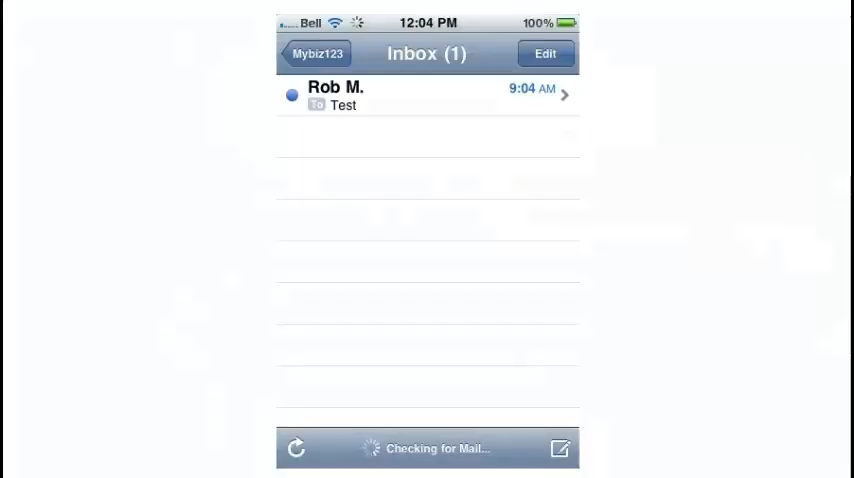 Bell 12:04 PM 100%
Mybiz123 Inbox (1) Edit
Rob M. 9:04 AM
To Test
Checking for Mail...